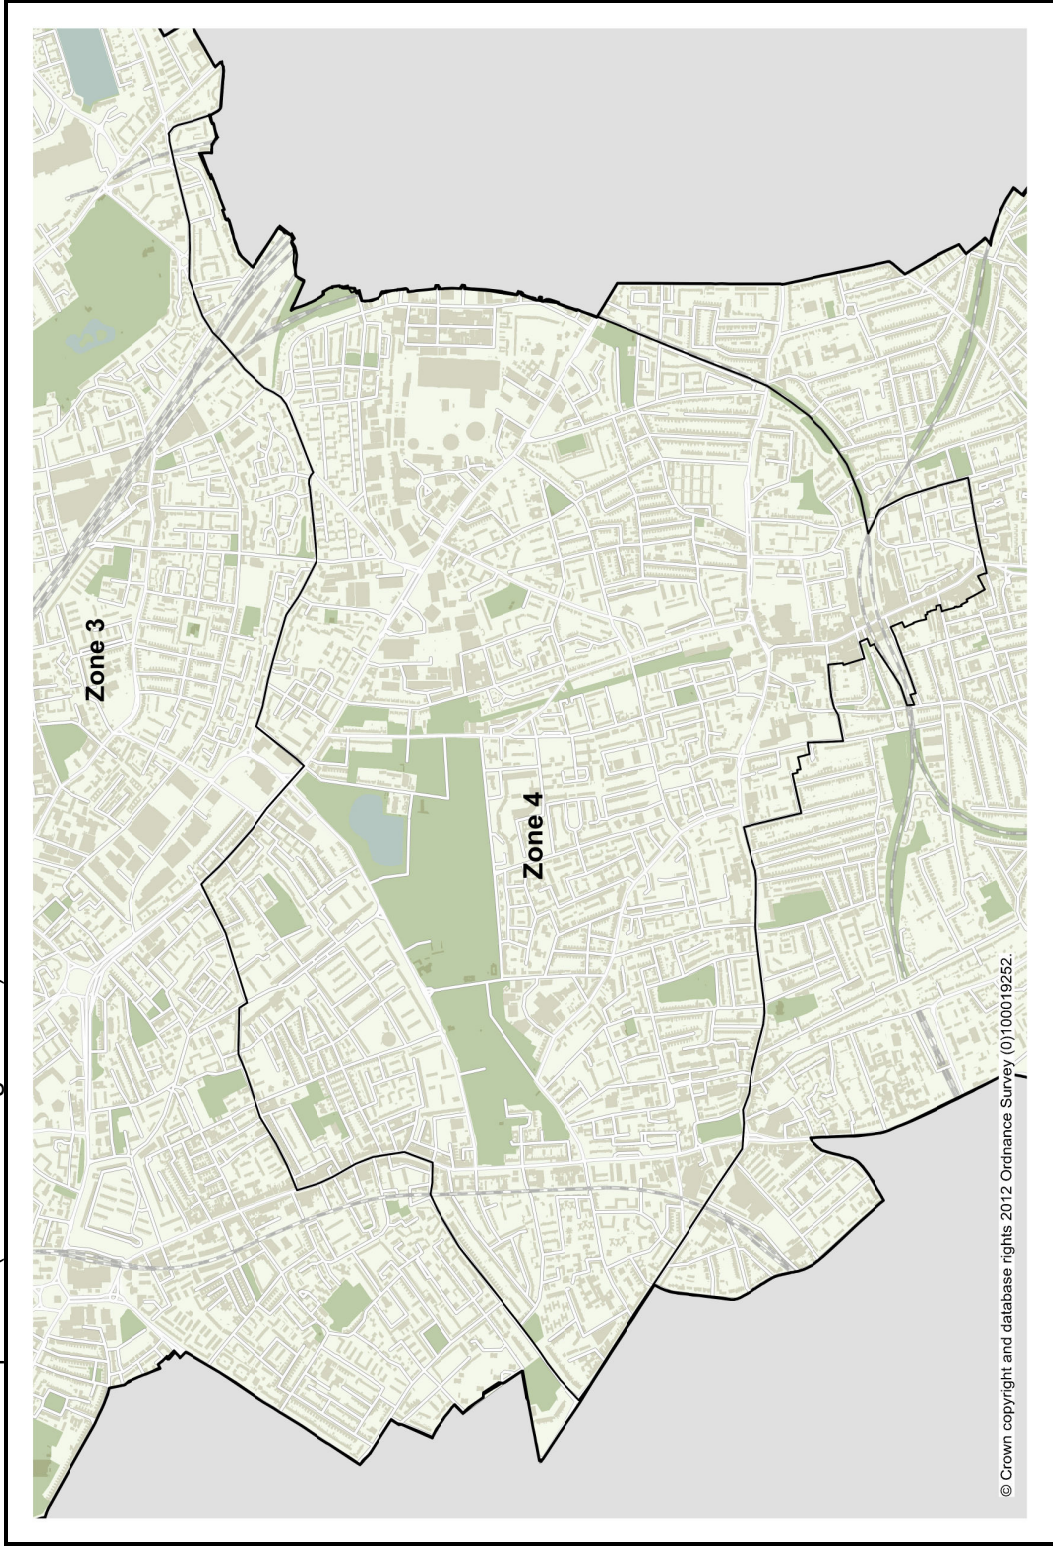 Zone 3
Zone 4
© Crown copyright and database rights 2012 Ordnance Survey (0)100019252.